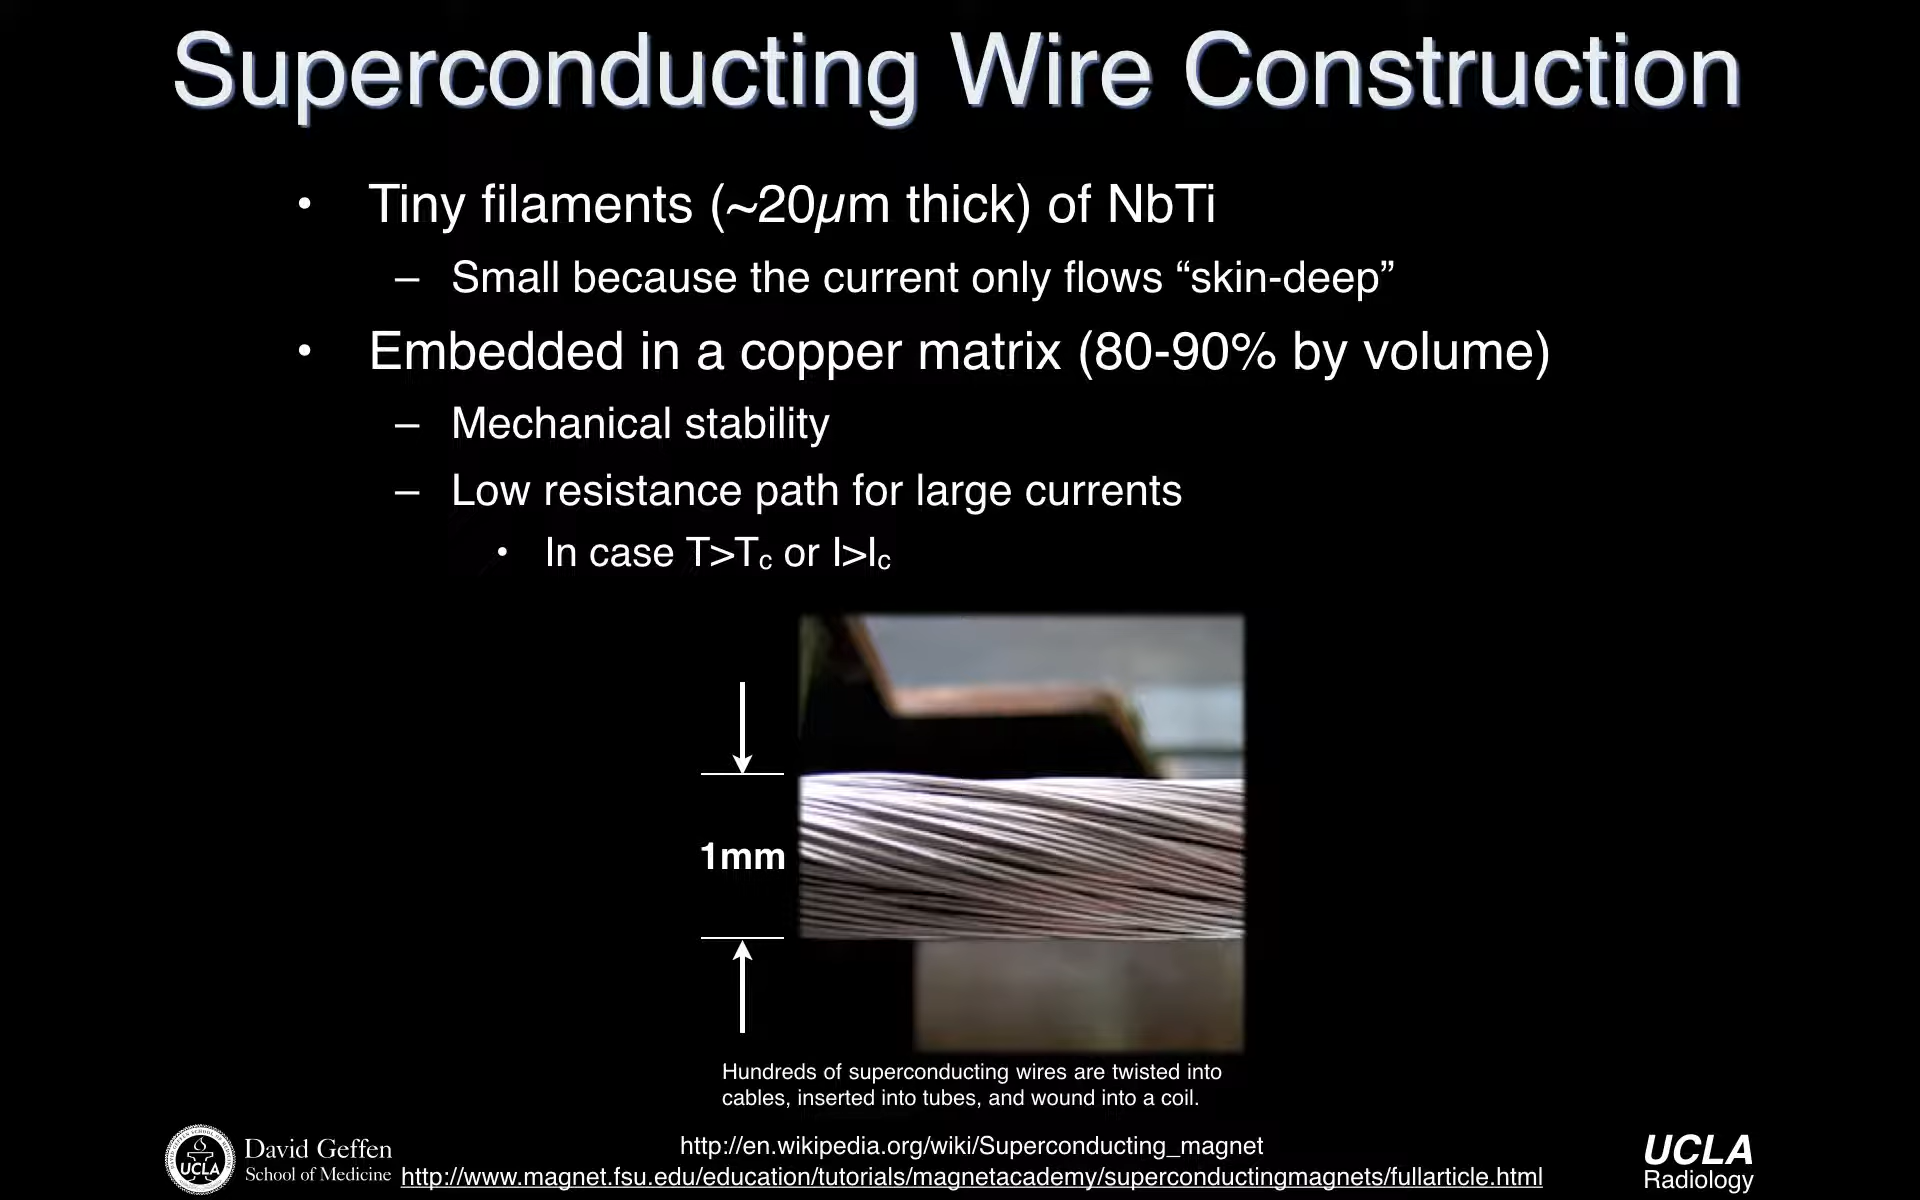 Superconducting Wire Construction
• Tiny filaments (~20µm thick) of NbTi
– Small because the current only flows “skin-deep”
• Embedded in a copper matrix (80-90% by volume)
– Mechanical stability
– Low resistance path for large currents
• In case T>Tc or I>Ic
1mm
Hundreds of superconducting wires are twisted into
cables, inserted into tubes, and wound into a coil.
UCLA
David Geffen
School of Medicine
http://en.wikipedia.org/wiki/Superconducting_magnet
http://www.magnet.fsu.edu/education/tutorials/magnetacademy/superconductingmagnets/fullarticle.html
UCLA
Radiology